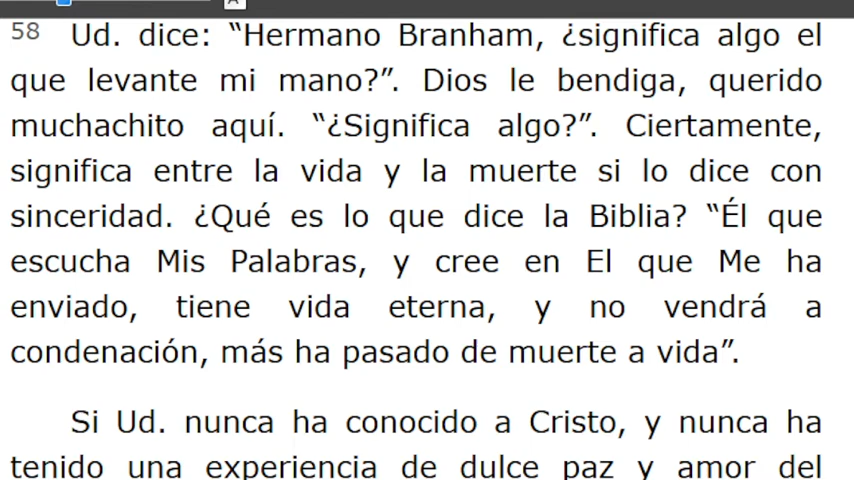 58 Ud. dice: “Hermano Branham, ¿significa algo el
que levante mi mano?”. Dios le bendiga, querido
muchachito aquí. “¿Significa algo?”. Ciertamente,
significa entre la vida y la muerte si lo dice con
sinceridad. ¿Qué es lo que dice la Biblia? “Él que
escucha Mis Palabras, y cree en El que Me ha
enviado, tiene vida eterna, y no vendrá a
condenación, más ha pasado de muerte a vida”.
Si Ud. nunca ha conocido a Cristo, y nunca ha
tenido una experiencia de dulce paz y amor del